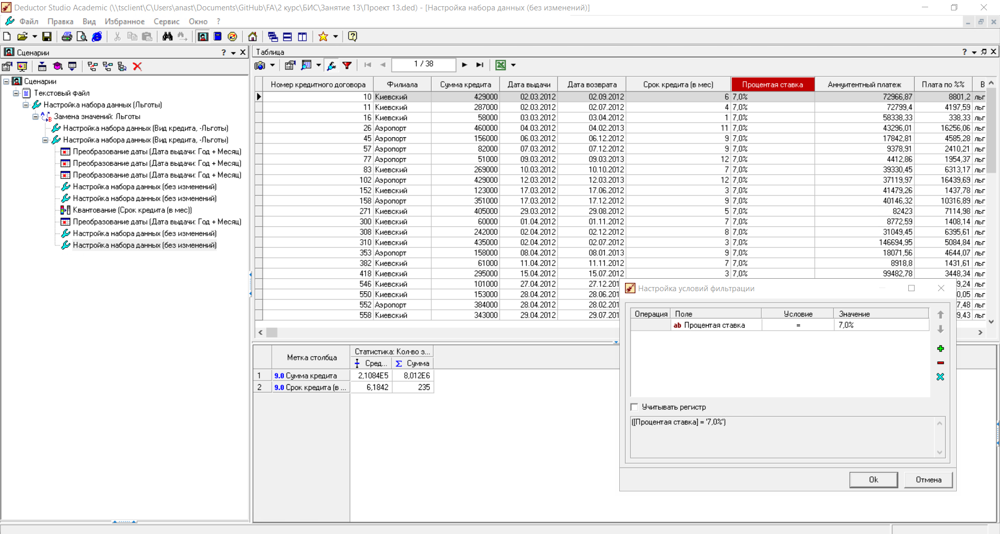 Deductor Studio Academic (\\tsclient\C\Users\anast\Documents\GitHub\FA\2 курс\БИС\Занятие 13\Проект 13.ded) - [Настройка набора данных (без изменений)]
Файл Правка Вид Избранное Сервис Окно ?
Сценарии ?
Сценарии
Текстовый файл
Настройка набора данных (Льготы)
Замена значений: Льготы
Настройка набора данных (Вид кредита, -Льготы)
Настройка набора данных (Вид кредита, -Льготы)
Преобразование даты (Дата выдачи: Год + Месяц)
Преобразование даты (Дата выдачи: Год + Месяц)
Преобразование даты (Дата выдачи: Год + Месяц)
Настройка набора данных (без изменений)
Настройка набора данных (без изменений)
Квантование (Срок кредита (в мес))
Преобразование даты (Дата выдачи: Год + Месяц)
Настройка набора данных (без изменений)
Настройка набора данных (без изменений)
Таблица ?
1 / 38
Номер кредитного договора Филиала Сумма кредита Дата выдачи Дата возврата Срок кредита (в мес) Процентая ставка Аннуитентный платеж Плата по %% В
10 Киевский 429000 02.03.2012 02.09.2012 6 7,0% 72966,87 8801,2 льг
11 Киевский 287000 02.03.2012 02.07.2012 4 7,0% 72799,4 4197,59 льг
16 Киевский 58000 03.03.2012 03.04.2012 1 7,0% 58338,33 338,33 льг
26 Аэропорт 460000 04.03.2012 04.02.2013 11 7,0% 43296,01 16256,06 льг
45 Аэропорт 156000 06.03.2012 06.12.2012 9 7,0% 17842,81 4585,28 льг
57 Аэропорт 82000 07.03.2012 07.12.2012 9 7,0% 9378,91 2410,21 льг
77 Аэропорт 51000 09.03.2012 09.03.2013 12 7,0% 4412,86 1954,37 льг
83 Киевский 269000 10.03.2012 10.10.2012 7 7,0% 39330,45 6313,17 льг
102 Аэропорт 429000 12.03.2012 12.03.2013 12 7,0% 37119,97 16439,69 льг
152 Киевский 123000 17.03.2012 17.06.2012 3 7,0% 41479,26 1437,78 льг
158 Аэропорт 351000 17.03.2012 17.12.2012 9 7,0% 40146,32 10316,89 льг
271 Киевский 405000 29.03.2012 29.08.2012 5 7,0% 82423 7114,98 льг
300 Киевский 60000 01.04.2012 01.11.2012 7 7,0% 8772,59 1408,14 льг
308 Киевский 242000 02.04.2012 02.12.2012 8 7,0% 31049,45 6395,61 льг
310 Киевский 435000 02.04.2012 02.07.2012 3 7,0% 146694,95 5084,84 льг
353 Аэропорт 158000 08.04.2012 08.01.2013 9 7,0% 18071,56 4644,07 льг
382 Киевский 61000 11.04.2012 11.11.2012 7 7,0% 8918,8 1431,61 льг
418 Киевский 295000 15.04.2012 15.07.2012 3 7,0% 99482,78 3448,34 льг
546 Киевский 101000 27.04.2012 27.12.201 9,24 льг
550 Киевский 153000 28.04.2012 28.06.201 0,05 льг
552 Аэропорт 384000 28.04.2012 28.02.201 7,48 льг
558 Киевский 343000 29.04.2012 29.07.201 9,43 льг
Метка столбца Статистика: Кол-во з...
Сред... Σ Сумма
1 9.0 Сумма кредита 2,1084E5 8,012E6
2 9.0 Срок кредита (в ... 6,1842 235
Настройка условий фильтрации
Операция Поле Условие Значение
ab Процентая ставка = 7,0%
Учитывать регистр
([Процентая ставка] = '7,0%')
Ok Отмена